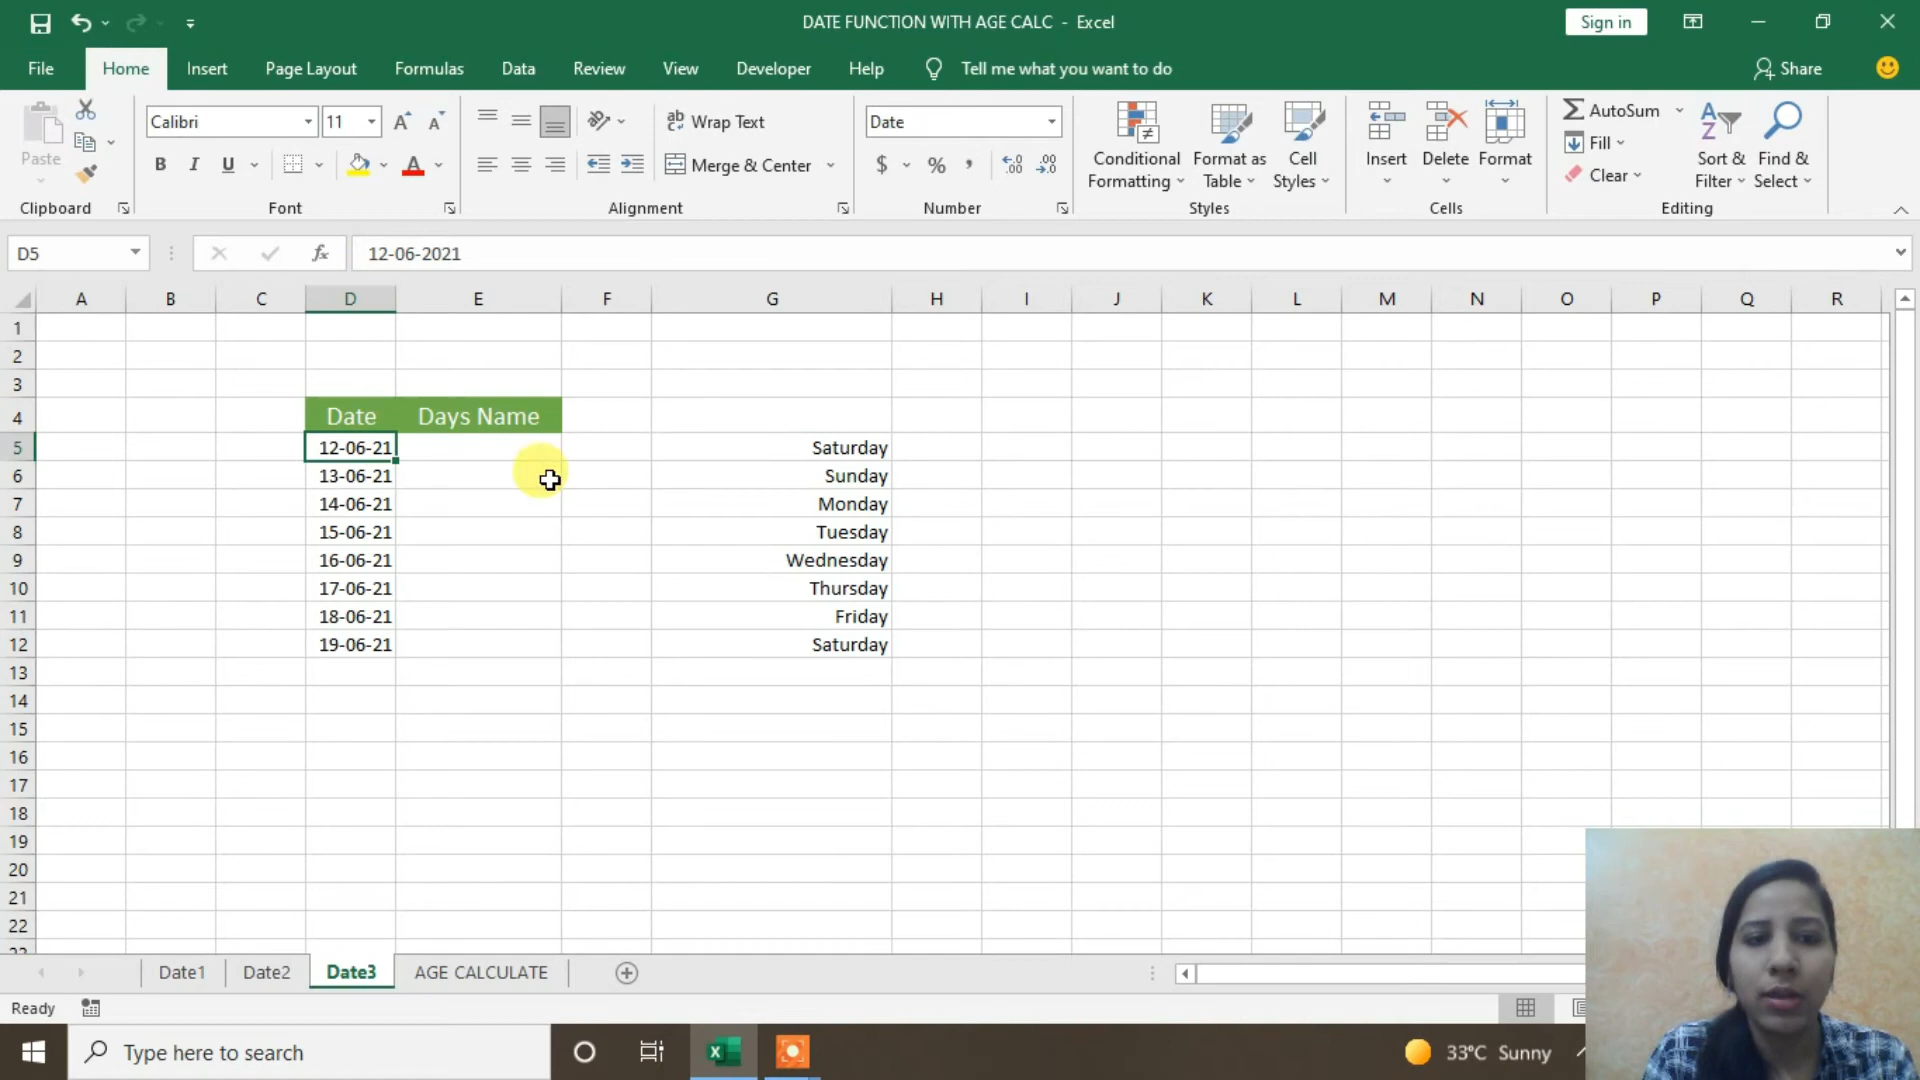 DATE FUNCTION WITH AGE CALC - Excel
Sign in
File Home Insert Page Layout Formulas Data Review View Developer Help Tell me what you want to do Share
Paste
Clipboard
Calibri 11
B I U
Font
ab Wrap Text
Merge & Center
Alignment
Date
$ % ,
Number
Conditional Formatting
Format as Table
Cell Styles
Styles
Insert Delete Format
Cells
AutoSum
Fill
Clear
Sort & Filter
Find & Select
Editing
D5 fx 12-06-2021
A B C D E F G H I J K L M N O P Q R
1
2
3
4 Date Days Name
5 12-06-21 Saturday
6 13-06-21 Sunday
7 14-06-21 Monday
8 15-06-21 Tuesday
9 16-06-21 Wednesday
10 17-06-21 Thursday
11 18-06-21 Friday
12 19-06-21 Saturday
13
14
15
16
17
18
19
20
21
22
Date1 Date2 Date3 AGE CALCULATE
Ready
Type here to search
33°C Sunny